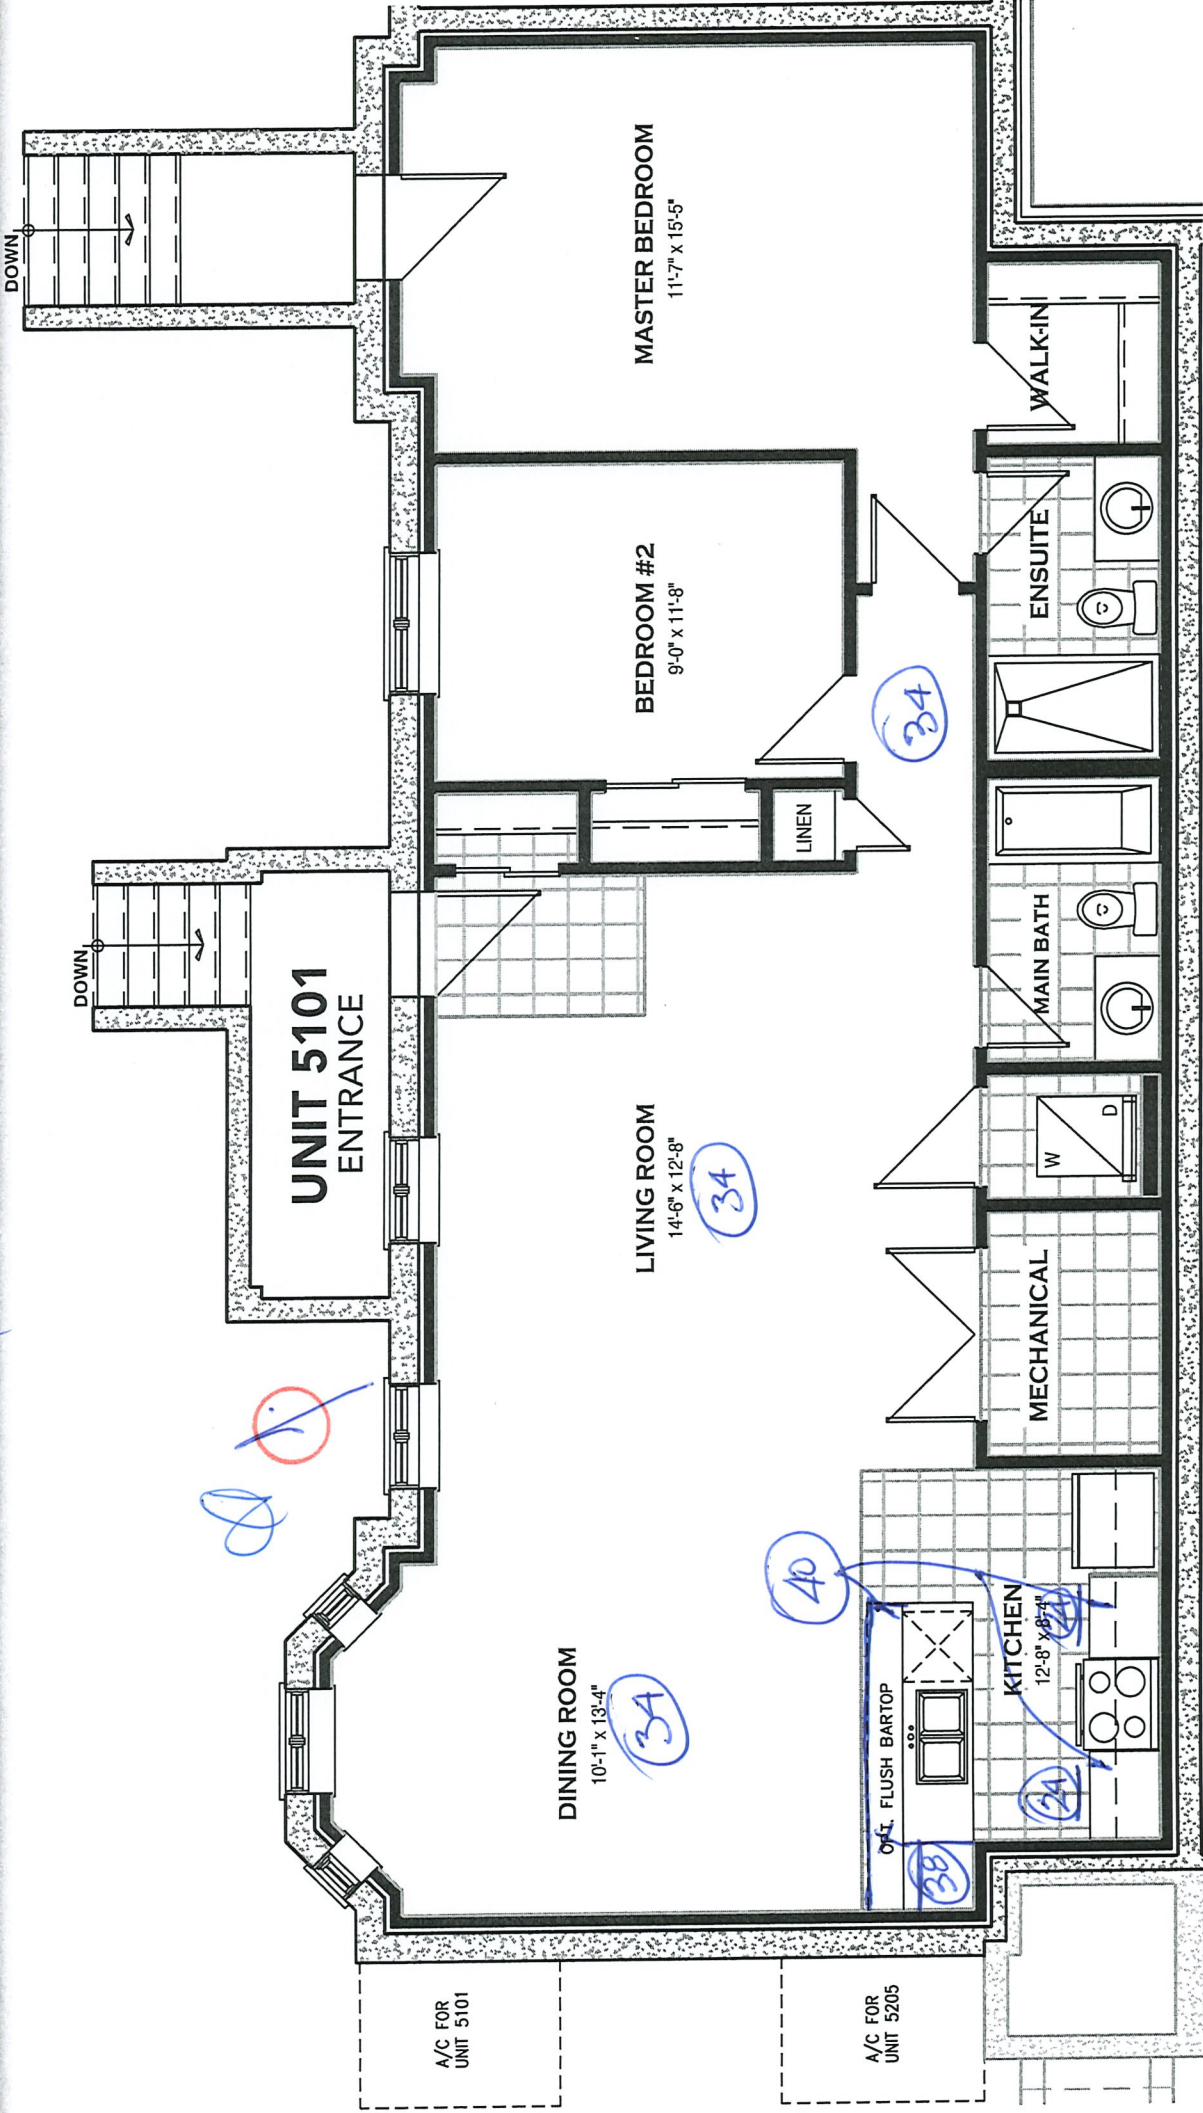 DOWN
MASTER BEDROOM
11'-7" x 15'-5"
WALK-IN
BEDROOM #2
9'-0" x 11'-8"
ENSUITE
34
LINEN
DOWN
UNIT 5101
ENTRANCE
MAIN BATH
LIVING ROOM
14'-6" x 12'-8"
34
W
D
MECHANICAL
40
DINING ROOM
10'-1" x 13'-4"
34
KITCHEN
12'-8" x 8'-4"
24
OPT. FLUSH BARTOP
24
38
A/C FOR
UNIT 5101
A/C FOR
UNIT 5205